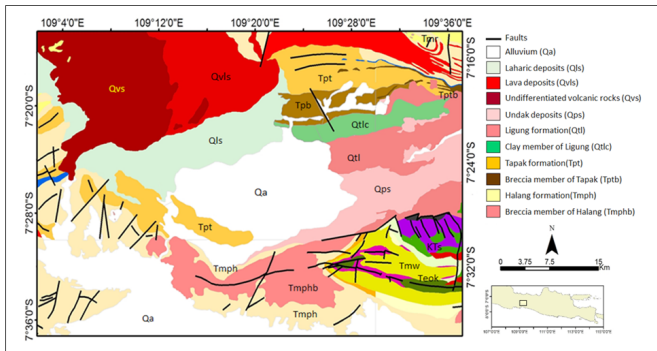 109°4'0"E 109°12'0"E 109°20'0"E 109°28'0"E 109°36'0"E
7°20'0"S
7°28'0"S
7°36'0"S
7°16'0"S
7°24'0"S
7°32'0"S
Qvs
Qvls
Tpt
Tmr
Tptb
Tpb
Qtlc
Qls
Qtl
Qa
Qps
Tpt
KTs
Tmph
Tmw
Teok
Tmphb
Tmph
Qa
Faults
Alluvium (Qa)
Laharic deposits (Qls)
Lava deposits (Qvls)
Undifferentiated volcanic rocks (Qvs)
Undak deposits (Qps)
Ligung formation(Qtl)
Clay member of Ligung (Qtlc)
Tapak formation(Tpt)
Breccia member of Tapak (Tptb)
Halang formation(Tmph)
Breccia member of Halang (Tmphb)
N
0 3.75 7.5 15
Km